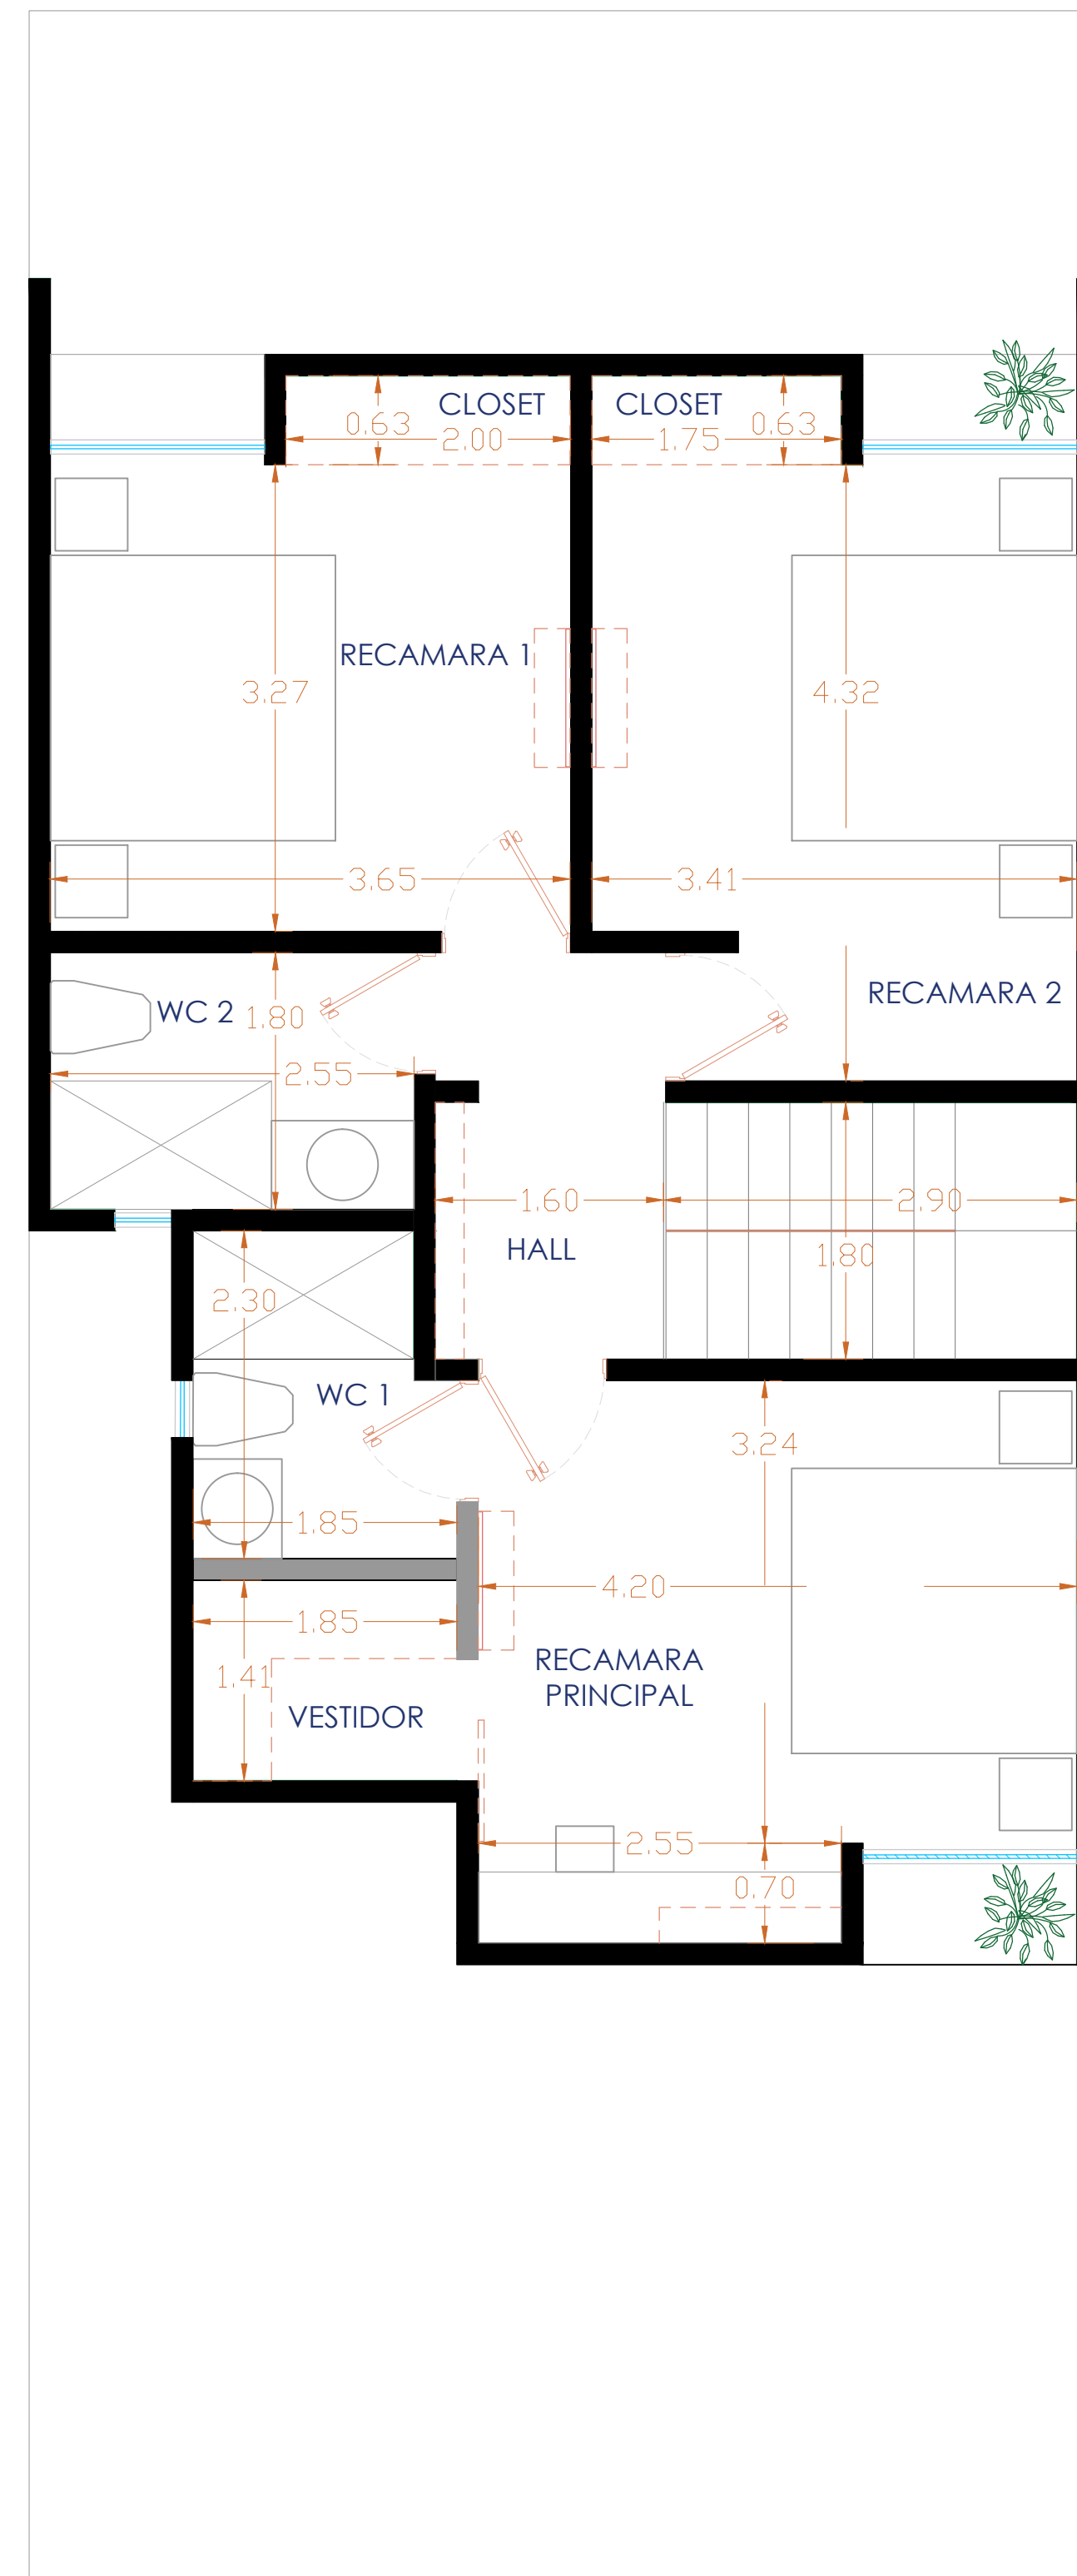 CLOSET
CLOSET
0.63
2.00
1.75
0.63
RECAMARA 1
3.27
4.32
3.65
3.41
RECAMARA 2
WC 2
1.80
2.55
1.60
2.90
HALL
1.80
2.30
WC 1
3.24
1.85
4.20
1.85
RECAMARA
PRINCIPAL
1.41
VESTIDOR
2.55
0.70